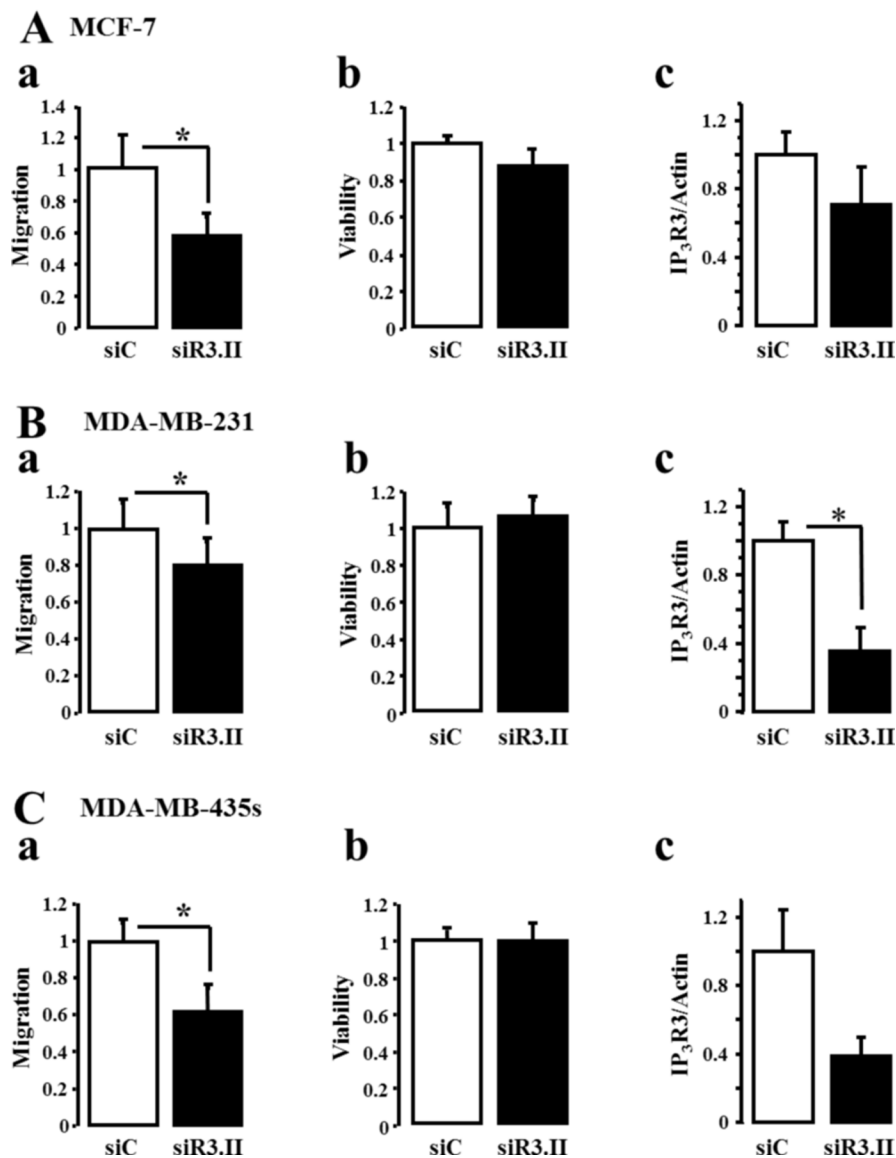 A MCF-7
a b c
Migration
1.4
1.2
1
0.8
0.6
0.4
0.2
0
*
siC siR3.II
Viability
1.2
1
0.8
0.6
0.4
0.2
0
siC siR3.II
IP₃R3/Actin
1.2
0.8
0.4
0
siC siR3.II
B MDA-MB-231
a b c
Migration
1.2
1
0.8
0.6
0.4
0.2
0
*
siC siR3.II
Viability
1.2
1
0.8
0.6
0.4
0.2
0
siC siR3.II
IP₃R3/Actin
1.2
0.8
0.4
0
*
siC siR3.II
C MDA-MB-435s
a b c
Migration
1.2
1
0.8
0.6
0.4
0.2
0
*
siC siR3.II
Viability
1.2
1
0.8
0.6
0.4
0.2
0
siC siR3.II
IP₃R3/Actin
1.2
0.8
0.4
0
siC siR3.II